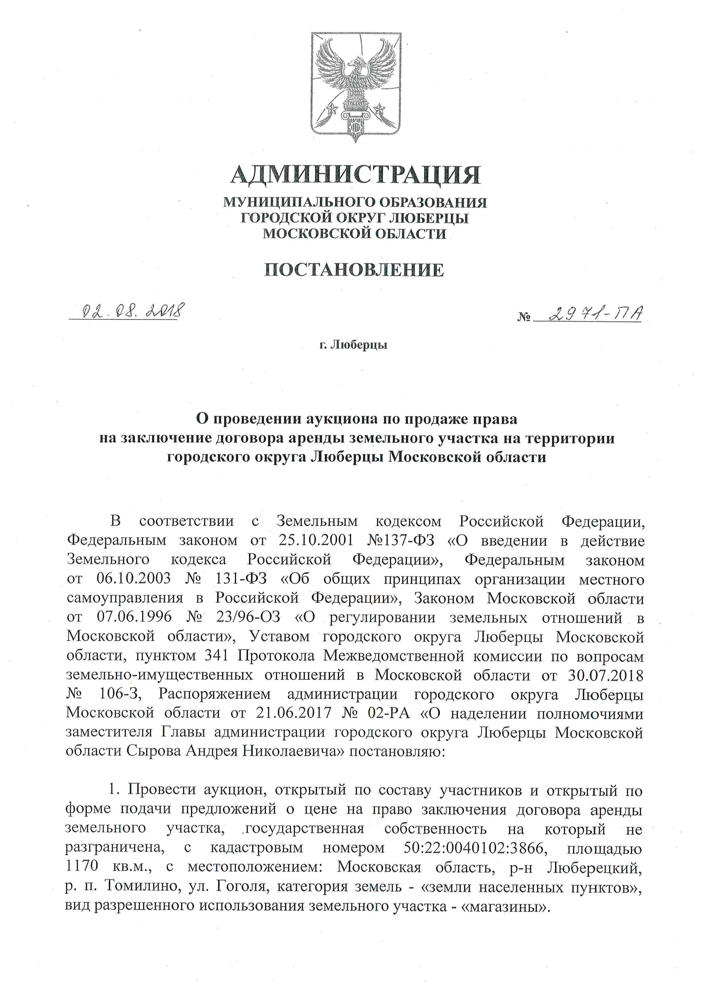 АДМИНИСТРАЦИЯ
МУНИЦИПАЛЬНОГО ОБРАЗОВАНИЯ
ГОРОДСКОЙ ОКРУГ ЛЮБЕРЦЫ
МОСКОВСКОЙ ОБЛАСТИ
ПОСТАНОВЛЕНИЕ
02.08.2018 № 2971-ПА
г. Люберцы
О проведении аукциона по продаже права
на заключение договора аренды земельного участка на территории
городского округа Люберцы Московской области
В соответствии с Земельным кодексом Российской Федерации,
Федеральным законом от 25.10.2001 №137-ФЗ «О введении в действие
Земельного кодекса Российской Федерации», Федеральным законом
от 06.10.2003 № 131-ФЗ «Об общих принципах организации местного
самоуправления в Российской Федерации», Законом Московской области
от 07.06.1996 № 23/96-ОЗ «О регулировании земельных отношений в
Московской области», Уставом городского округа Люберцы Московской
области, пунктом 341 Протокола Межведомственной комиссии по вопросам
земельно-имущественных отношений в Московской области от 30.07.2018
№ 106-З, Распоряжением администрации городского округа Люберцы
Московской области от 21.06.2017 № 02-РА «О наделении полномочиями
заместителя Главы администрации городского округа Люберцы Московской
области Сырова Андрея Николаевича» постановляю:
1. Провести аукцион, открытый по составу участников и открытый по
форме подачи предложений о цене на право заключения договора аренды
земельного участка, государственная собственность на который не
разграничена, с кадастровым номером 50:22:0040102:3866, площадью
1170 кв.м., с местоположением: Московская область, р-н Люберецкий,
р. п. Томилино, ул. Гоголя, категория земель - «земли населенных пунктов»,
вид разрешенного использования земельного участка - «магазины».